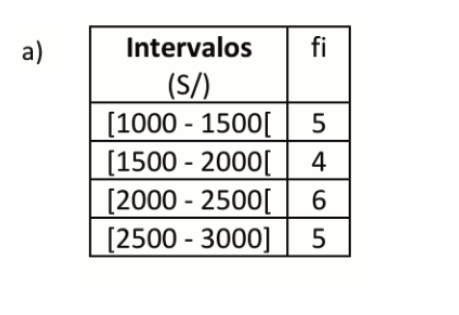 a)
Intervalos fi
(S/)
[1000 - 1500[ 5
[1500 - 2000[ 4
[2000 - 2500[ 6
[2500 - 3000] 5